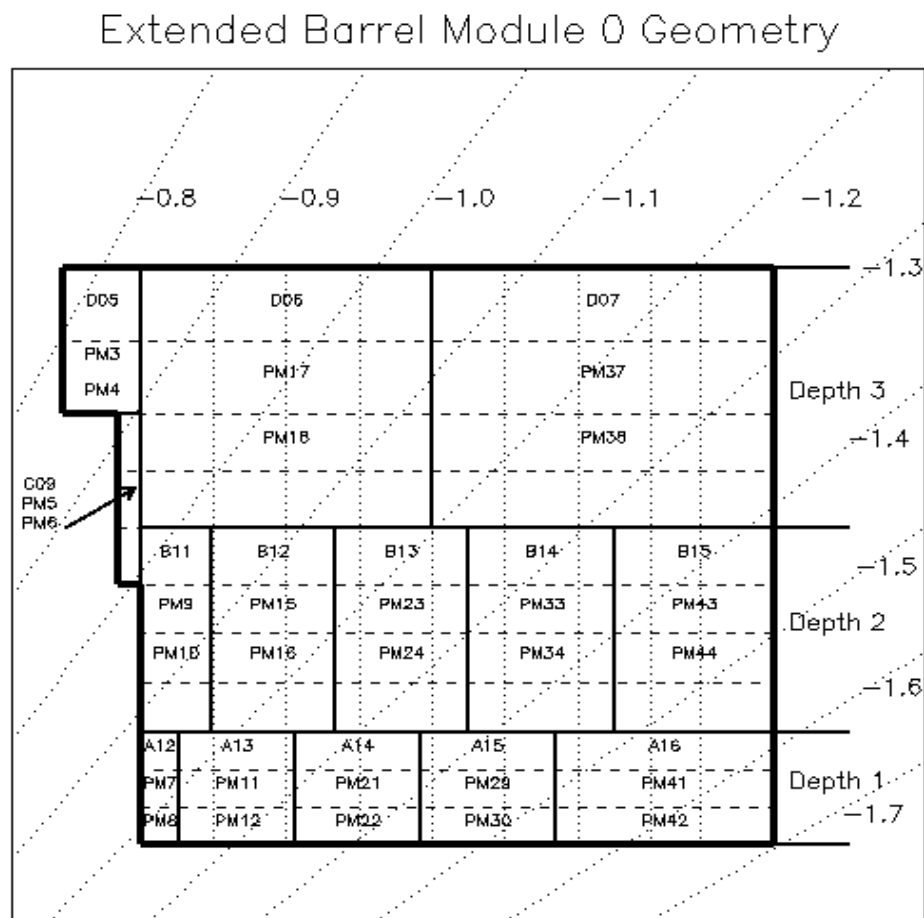 Extended Barrel Module 0 Geometry
-0.8 -0.9 -1.0 -1.1 -1.2
-1.3
D05 D06 D07
PM3
PM17 PM37
PM4
Depth 3
PM18 PM38
-1.4
C09
PM5
PM6
B11 B12 B13 B14 B15
-1.5
PM9 PM15 PM23 PM33 PM43
Depth 2
PM10 PM16 PM24 PM34 PM44
-1.6
A12 A13 A14 A15 A16
PM7 PM11 PM21 PM29 PM41
Depth 1
-1.7
PM8 PM12 PM22 PM30 PM42